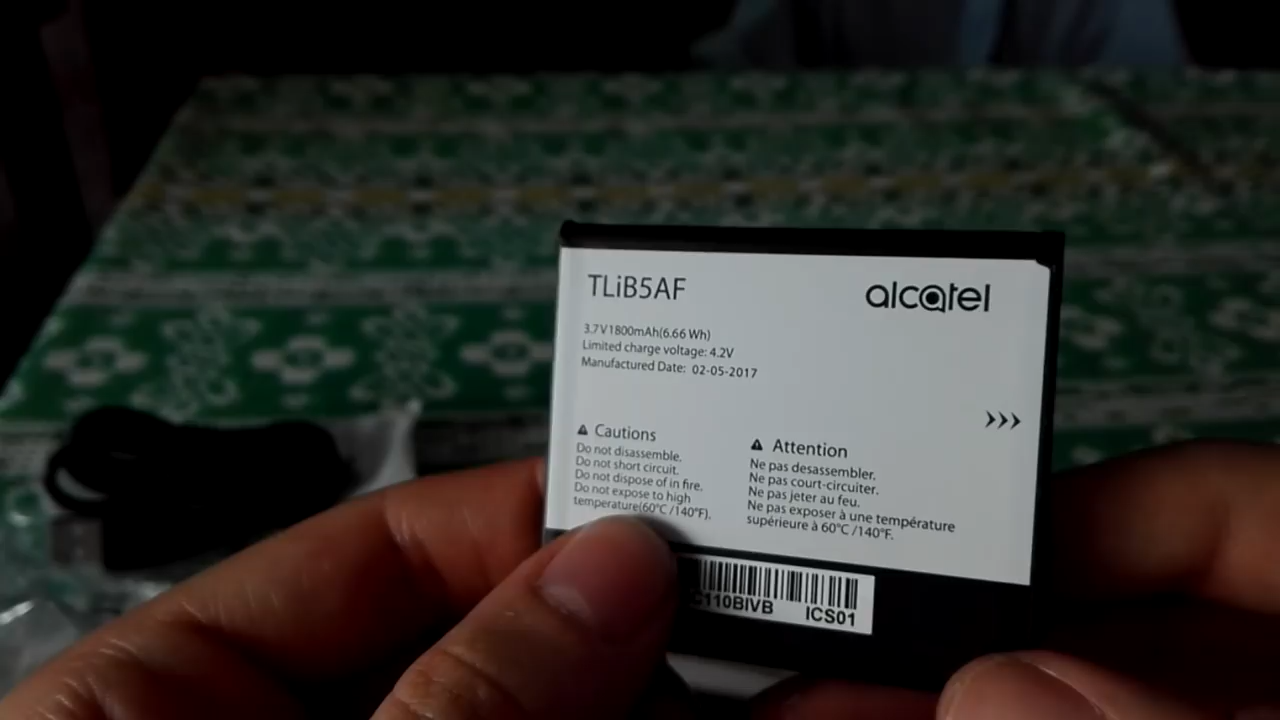 TLiB5AF
alcatel
3.7V1800mAh(6.66 Wh)
Limited charge voltage: 4.2V
Manufactured Date: 02-05-2017
Cautions
Do not disassemble.
Do not short circuit.
Do not dispose of in fire.
Do not expose to high
temperature(60°C /140°F).
Attention
Ne pas desassembler.
Ne pas court-circuiter.
Ne pas jeter au feu.
Ne pas exposer à une température
supérieure à 60°C /140°F.
C110BIVB ICS01